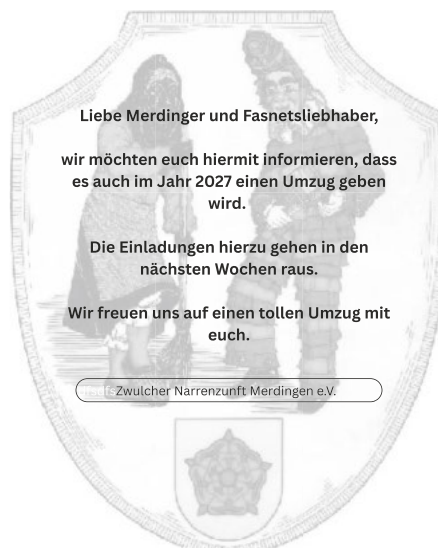 Liebe Merdinger und Fasnetsliebhaber,
wir möchten euch hiermit informieren, dass
es auch im Jahr 2027 einen Umzug geben
wird.
Die Einladungen hierzu gehen in den
nächsten Wochen raus.
Wir freuen uns auf einen tollen Umzug mit
euch.
Zwulcher Narrenzunft Merdingen e.V.